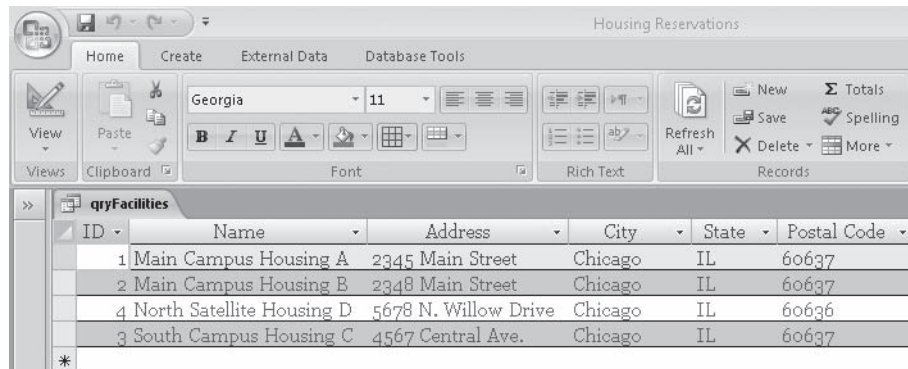 Housing Reservations
Home Create External Data Database Tools
Georgia 11 New Σ Totals
Save ABC Spelling
View Paste B I U A ab Refresh All Delete More
Views Clipboard Font Rich Text Records
» qryFacilities
ID Name Address City State Postal Code
1 Main Campus Housing A 2345 Main Street Chicago IL 60637
2 Main Campus Housing B 2348 Main Street Chicago IL 60637
4 North Satellite Housing D 5678 N. Willow Drive Chicago IL 60636
3 South Campus Housing C 4567 Central Ave. Chicago IL 60637
*